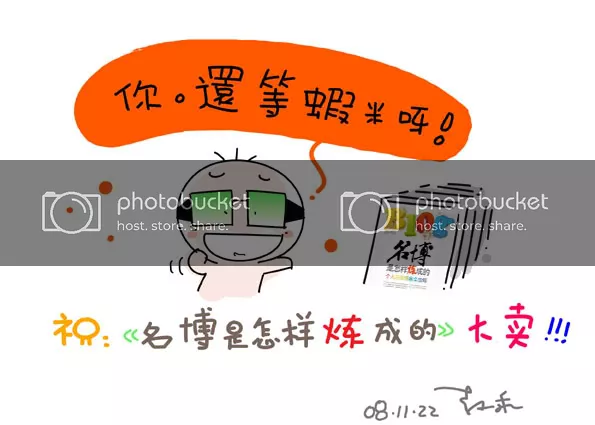 你。還等蝦米呀!
photobucket
host. store. share.
photobucket
host. store. share.
Blog
名博
是怎样炼成的
祝:《名博是怎样炼成的》大卖!!!
08.11.22